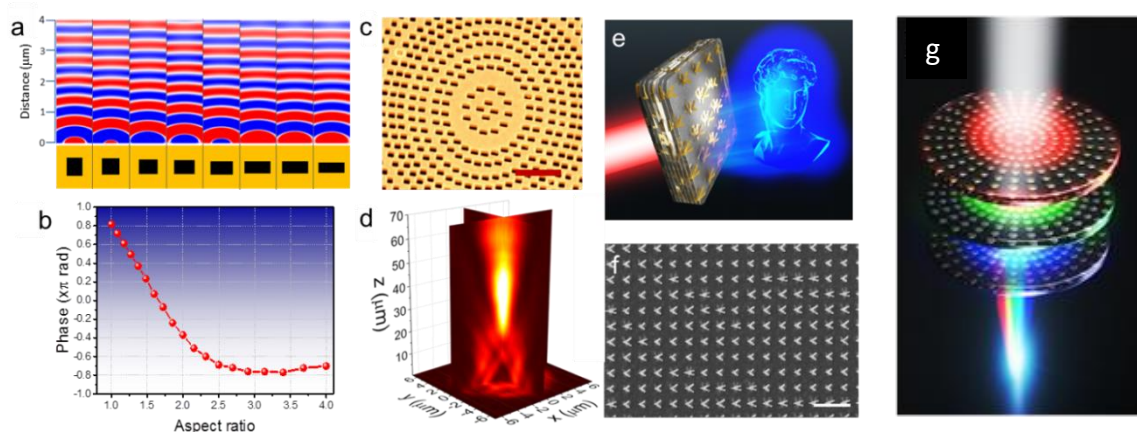 a
4
3
2
1
0
Distance (μm)
b
1.0
0.8
0.6
0.4
0.2
0.0
-0.2
-0.4
-0.6
-0.8
-1.0
Phase (xπ rad)
1.0 1.5 2.0 2.5 3.0 3.5 4.0
Aspect ratio
c
d
70
60
50
40
30
20
10
z (μm)
y (μm)
x (μm)
e
f
g